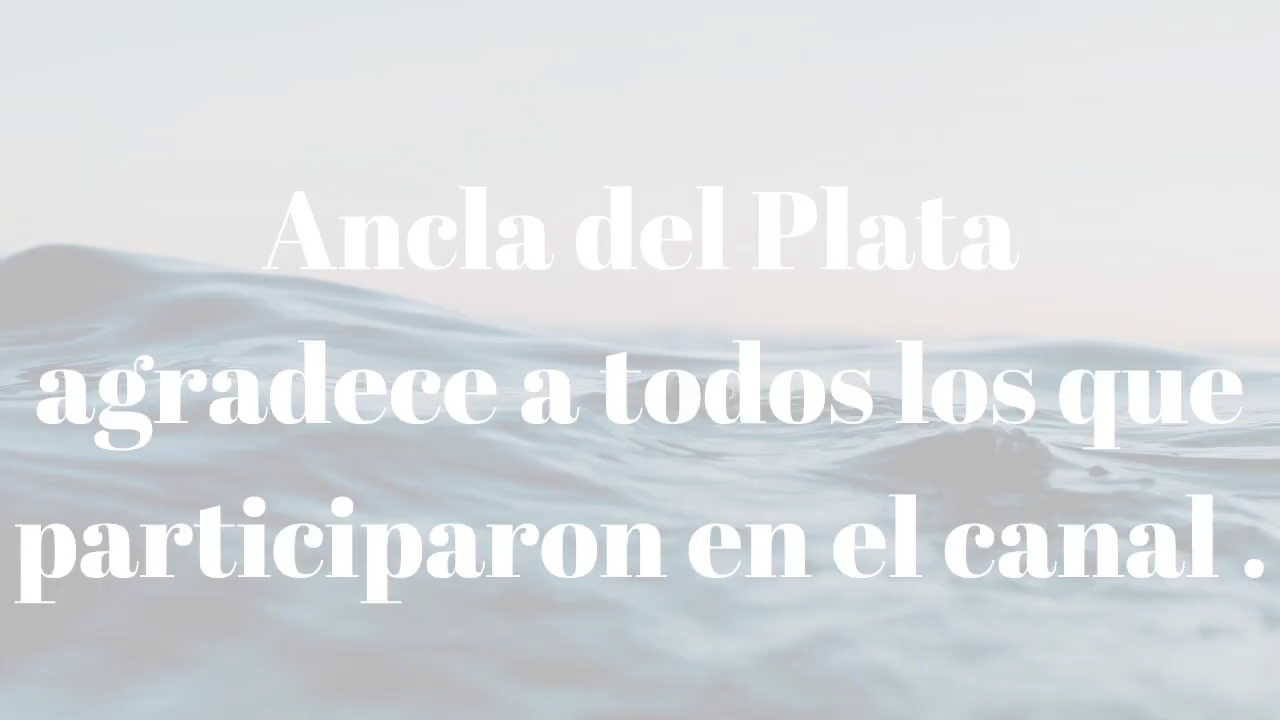 Ancla del Plata
agradece a todos los que
participaron en el canal .